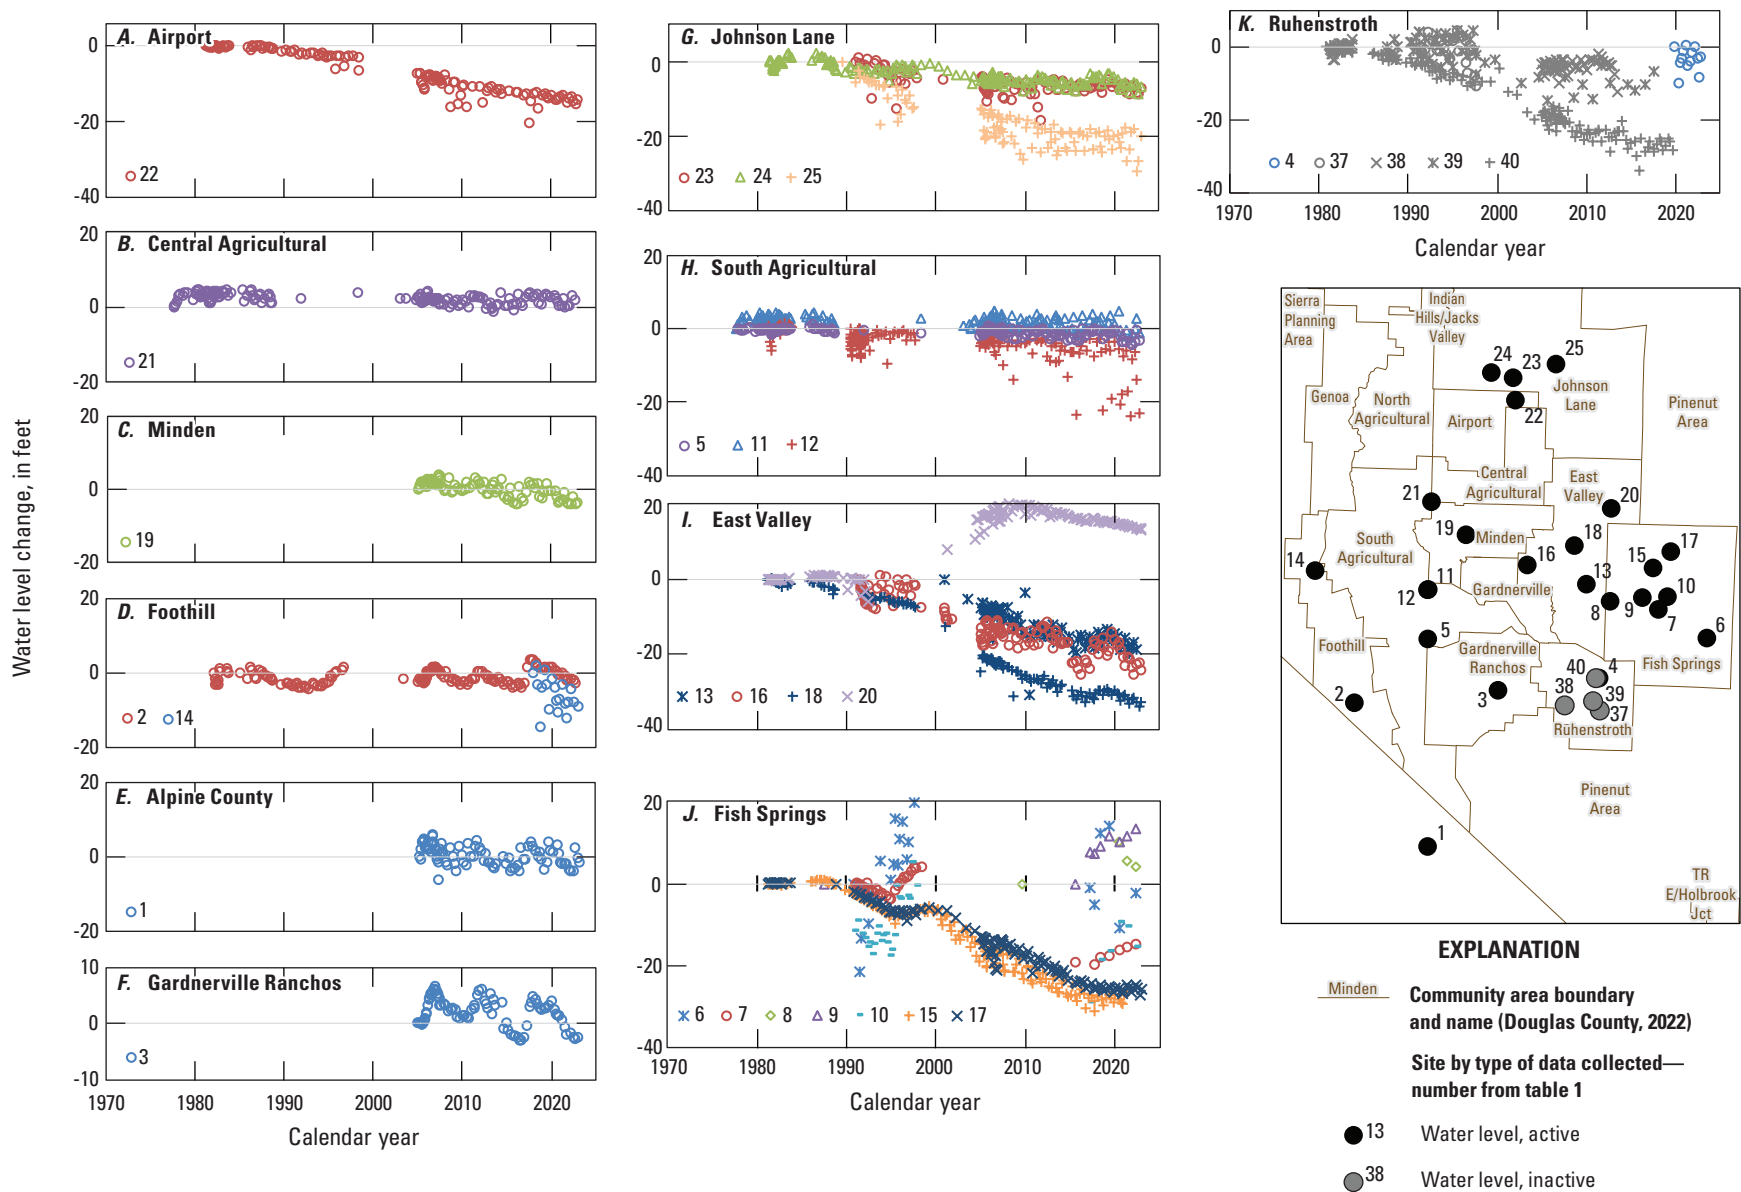 Water level change, in feet
A. Airport
0
-20
-40
22
B. Central Agricultural
20
0
-20
21
C. Minden
20
0
-20
19
D. Foothill
20
0
-20
2 14
E. Alpine County
20
0
-20
1
F. Gardnerville Ranchos
10
0
-10
3
1970 1980 1990 2000 2010 2020
Calendar year
G. Johnson Lane
0
-20
-40
23 24 25
H. South Agricultural
20
0
-20
-40
5 11 12
I. East Valley
20
0
-20
-40
13 16 18 20
J. Fish Springs
20
0
-20
-40
6 7 8 9 10 15 17
1970 1980 1990 2000 2010 2020
Calendar year
K. Ruhenstroth
0
-20
-40
4 37 38 39 40
1970 1980 1990 2000 2010 2020
Calendar year
Sierra
Planning
Area
Indian
Hills/Jacks
Valley
24
23
25
Johnson
Lane
Genoa
North
Agricultural
Airport
22
Pinenut
Area
Central
Agricultural
East
Valley
21
20
19
Minden
18
17
South
Agricultural
14
16
15
11
13
10
12
Gardnerville
8
9
7
6
5
Foothill
Gardnerville
Ranchos
Fish Springs
40
4
2
3
38
39
37
Ruhenstroth
Pinenut
Area
1
TR
E/Holbrook
Jct
EXPLANATION
Minden
Community area boundary
and name (Douglas County, 2022)
Site by type of data collected—
number from table 1
13 Water level, active
38 Water level, inactive